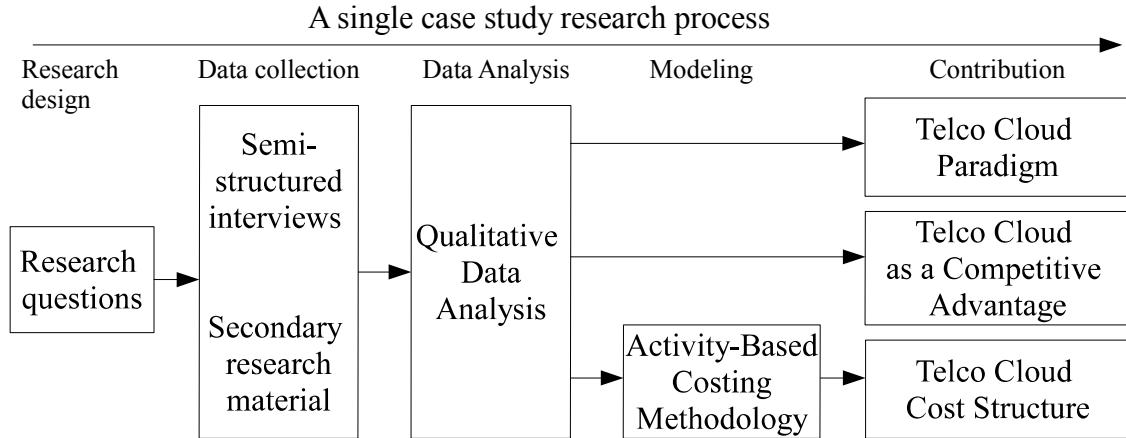 A single case study research process
Research
design
Data collection
Data Analysis
Modeling
Contribution
Research
questions
Semi-
structured
interviews
Secondary
research
material
Qualitative
Data
Analysis
Activity-Based
Costing
Methodology
Telco Cloud
Paradigm
Telco Cloud
as a Competitive
Advantage
Telco Cloud
Cost Structure